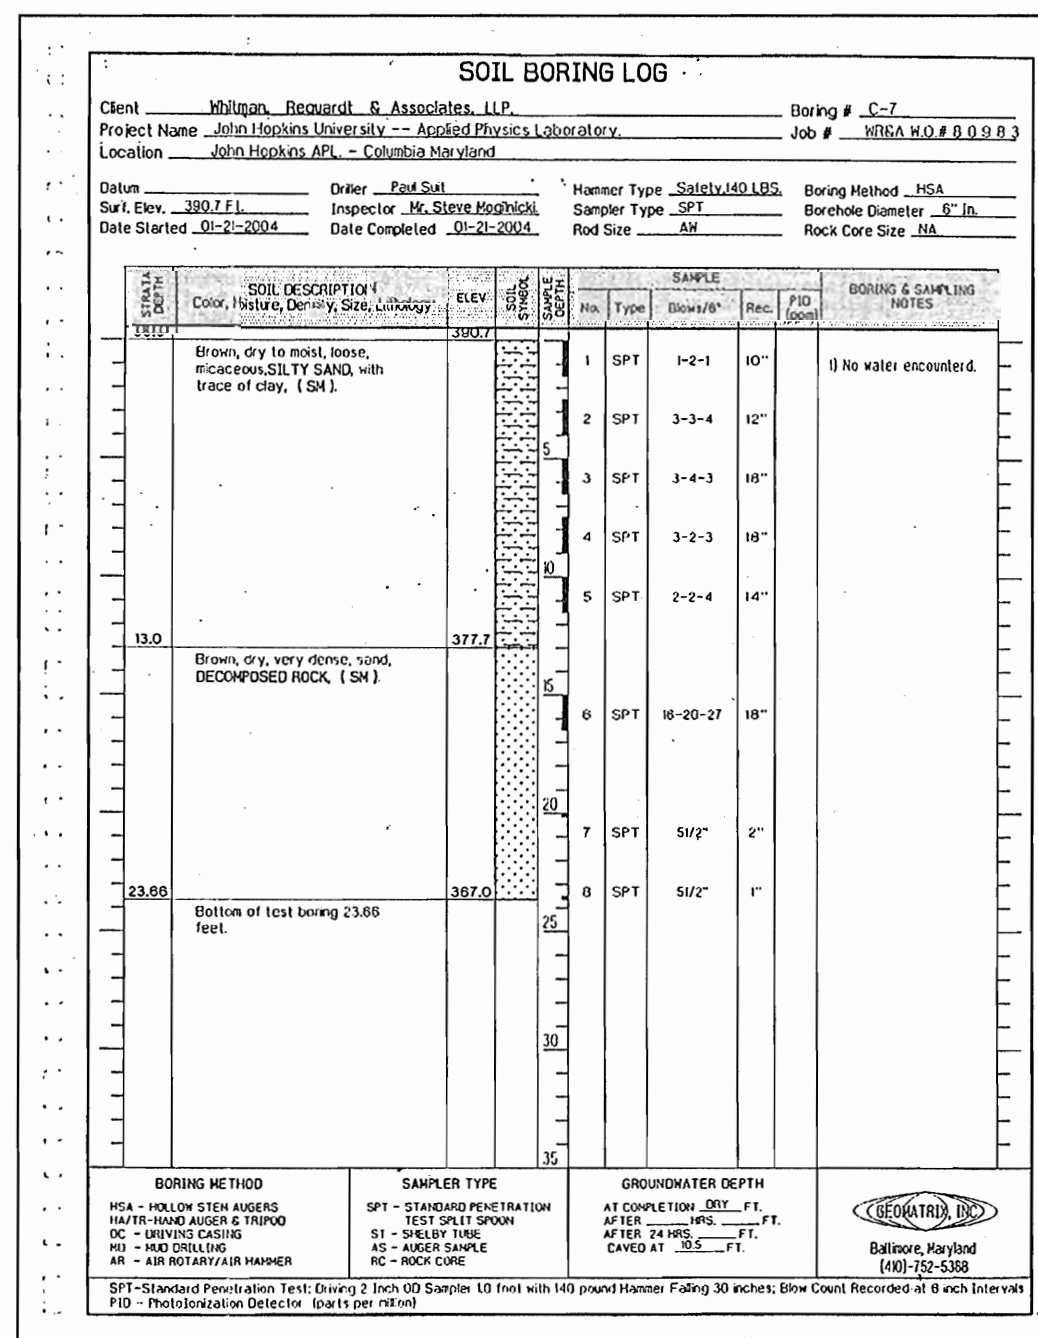 SOIL BORING LOG
Client Whitman, Requardt & Associates, LLP. Boring # C-7
Project Name John Hopkins University -- Applied Physics Laboratory. Job # WR&A W.O.# 80983
Location John Hopkins APL. - Columbia Maryland
Datum Driller Paul Suit Hammer Type Safety,140 LBS. Boring Method HSA
Surf. Elev. 390.7 Ft. Inspector Mr. Steve Moginicki Sampler Type SPT Borehole Diameter 6" In.
Date Started 01-21-2004 Date Completed 01-21-2004 Rod Size AW Rock Core Size NA
STRATA DEPTH SOIL DESCRIPTION Color, Moisture, Density, Size, Lithology ELEV SOIL SYMBOL SAMPLE DEPTH SAMPLE BORING & SAMPLING NOTES
No. Type Blows/6" Rec. PID (ppm)
390.7
Brown, dry to moist, loose, 1 SPT 1-2-1 10" 1) No water encounterd.
micaceous,SILTY SAND, with
trace of clay, ( SM ).
2 SPT 3-3-4 12"
5
3 SPT 3-4-3 18"
4 SPT 3-2-3 18"
10
5 SPT 2-2-4 14"
13.0 377.7
Brown, dry, very dense, sand,
DECOMPOSED ROCK, ( SM ).
15
6 SPT 16-20-27 18"
20
7 SPT 51/2" 2"
23.66 367.0 8 SPT 51/2" 1"
Bottom of test boring 23.66
feet.
25
30
35
BORING METHOD SAMPLER TYPE GROUNDWATER DEPTH
HSA - HOLLOW STEM AUGERS
HA/TR-HAND AUGER & TRIPOD
DC - DRIVING CASING
MD - MUD DRILLING
AR - AIR ROTARY/AIR HAMMER
SPT - STANDARD PENETRATION
TEST SPLIT SPOON
ST - SHELBY TUBE
AS - AUGER SAMPLE
RC - ROCK CORE
AT COMPLETION DRY FT.
AFTER HRS. FT.
AFTER 24 HRS. FT.
CAVED AT 10.5 FT.
GEOMATRIX, INC
Baltimore, Maryland
(410)-752-5388
SPT-Standard Penetration Test: Driving 2 Inch OD Sampler 1.0 foot with 140 pound Hammer Falling 30 inches; Blow Count Recorded at 6 inch Intervals
PID - Photoionization Detector (parts per million)